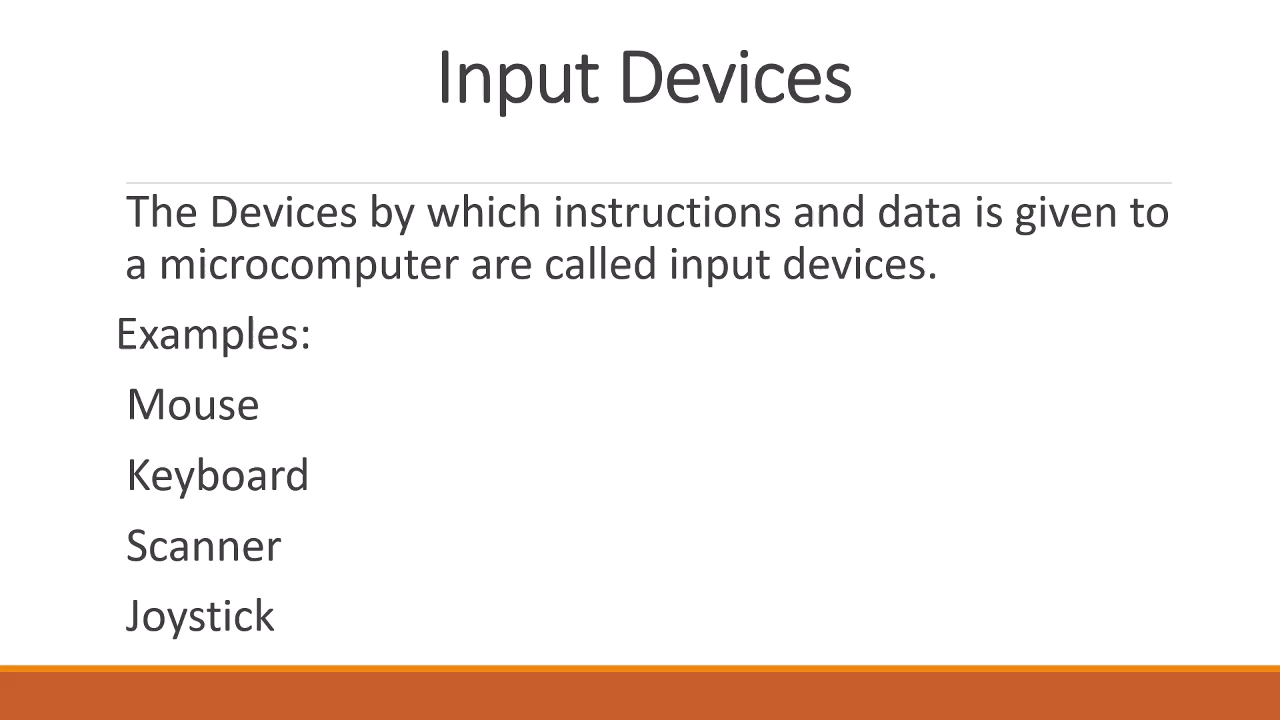 Input Devices
The Devices by which instructions and data is given to
a microcomputer are called input devices.
Examples:
Mouse
Keyboard
Scanner
Joystick